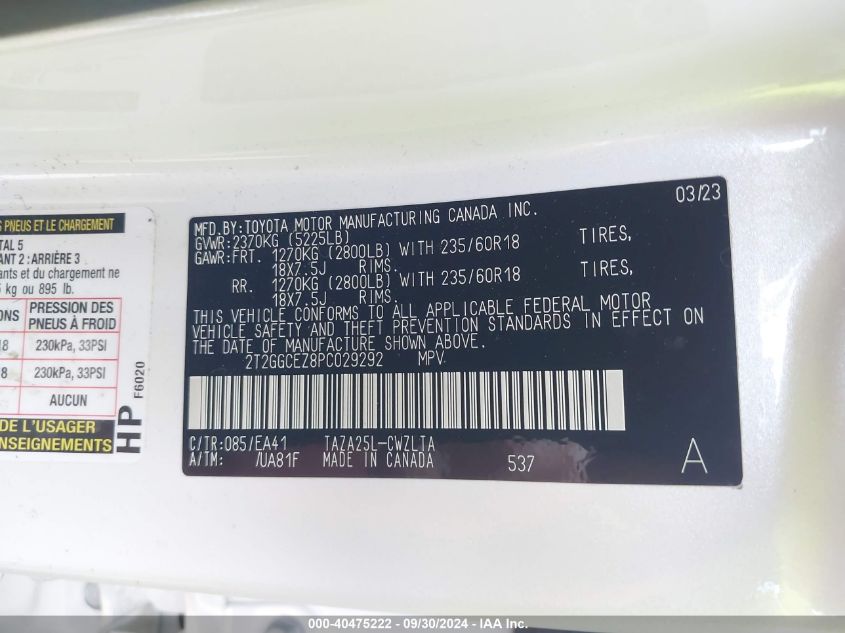 S PNEUS ET LE CHARGEMENT
TAL 5
ANT 2 : ARRIÈRE 3
ants et du chargement ne
kg ou 895 lb.
ONS PRESSION DES PNEUS À FROID
18 230kPa, 33PSI
8 230kPa, 33PSI
AUCUN
DE L'USAGER
ENSEIGNEMENTS
HP F6020
03/23
MFD.BY:TOYOTA MOTOR MANUFACTURING CANADA INC.
GVWR:2370KG (5225LB)
GAWR:FRT. 1270KG (2800LB) WITH 235/60R18 TIRES,
18X7.5J RIMS.
RR. 1270KG (2800LB) WITH 235/60R18 TIRES,
18X7.5J RIMS.
THIS VEHICLE CONFORMS TO ALL APPLICABLE FEDERAL MOTOR
VEHICLE SAFETY AND THEFT PREVENTION STANDARDS IN EFFECT ON
THE DATE OF MANUFACTURE SHOWN ABOVE.
2T2GGCEZ8PC029292 MPV
C/TR:085/EA41 TAZA25L-CWZLTA
A/TM: /UA81F MADE IN CANADA 537 A
000-40475222 - 09/30/2024 - IAA Inc.